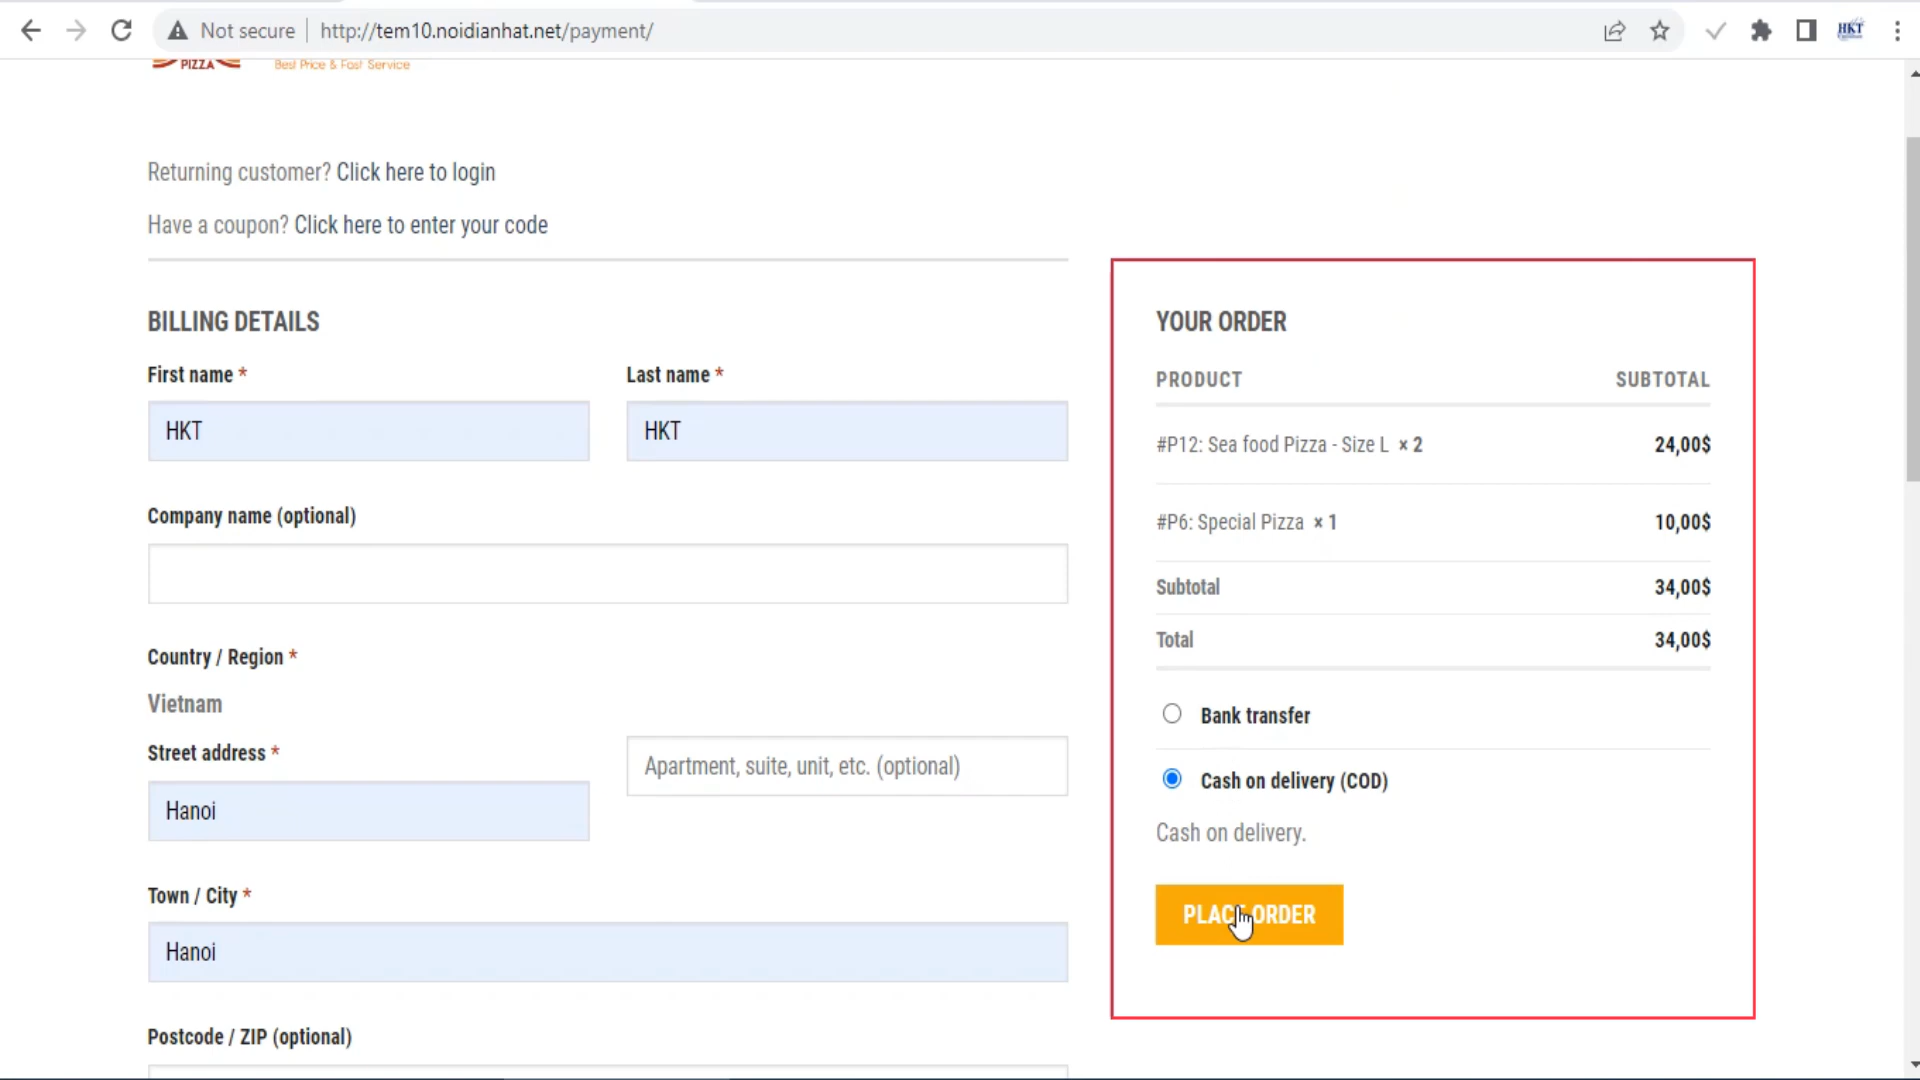 Not secure
http://tem10.noidianhat.net/payment/
HKT
PIZZA
Best Price & Fast Service
Returning customer? Click here to login
Have a coupon? Click here to enter your code
BILLING DETAILS
First name *
Last name *
HKT
HKT
Company name (optional)
Country / Region *
Vietnam
Street address *
Hanoi
Apartment, suite, unit, etc. (optional)
Town / City *
Hanoi
Postcode / ZIP (optional)
YOUR ORDER
PRODUCT SUBTOTAL
#P12: Sea food Pizza - Size L × 2 24,00$
#P6: Special Pizza × 1 10,00$
Subtotal 34,00$
Total 34,00$
Bank transfer
Cash on delivery (COD)
Cash on delivery.
PLACE ORDER